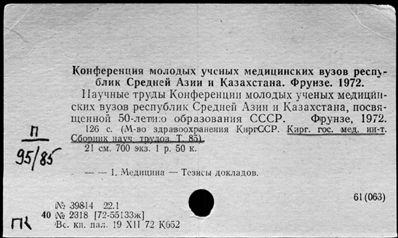 Конференция молодых ученых медицинских вузов респу-
блик Средней Азии и Казахстана. Фрунзе. 1972.
Научные труды Конференции молодых ученых медицин-
ских вузов республик Средней Азии и Казахстана, посвя-
щенной 50-летию образования СССР. Фрунзе, 1972.
126 с. (М-во здравоохранения КиргССР. Кирг. гос. мед. ин-т.
Сборник науч. трудов Т. 85).
21 см. 700 экз. 1 р. 50 к.
П
95/85
— — 1. Медицина — Тезисы докладов.
61(063)
№ 39814 22.1
40 № 2318 [72-55133ж]
Вс. кн. пал. 19 XII 72 К652